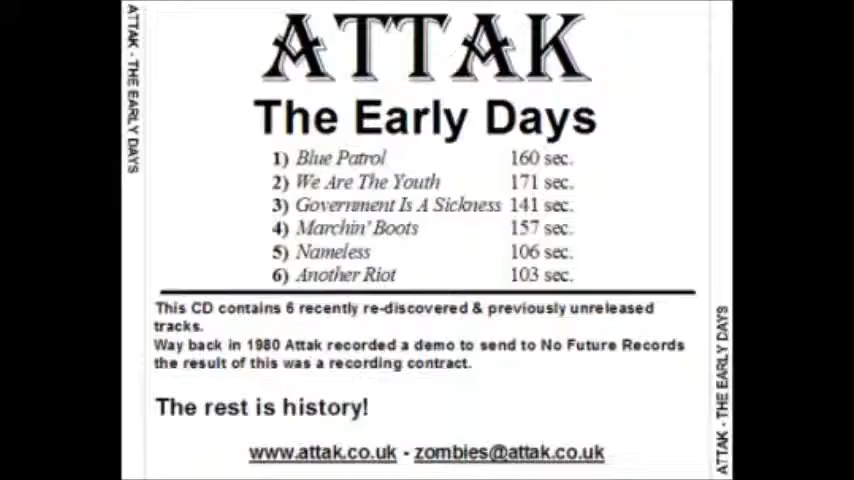 ATTAK - THE EARLY DAYS
ATTAK
The Early Days
1) Blue Patrol 160 sec.
2) We Are The Youth 171 sec.
3) Government Is A Sickness 141 sec.
4) Marchin' Boots 157 sec.
5) Nameless 106 sec.
6) Another Riot 103 sec.
This CD contains 6 recently re-discovered & previously unreleased
tracks.
Way back in 1980 Attak recorded a demo to send to No Future Records
the result of this was a recording contract.
The rest is history!
www.attak.co.uk - zombies@attak.co.uk
ATTAK - THE EARLY DAYS